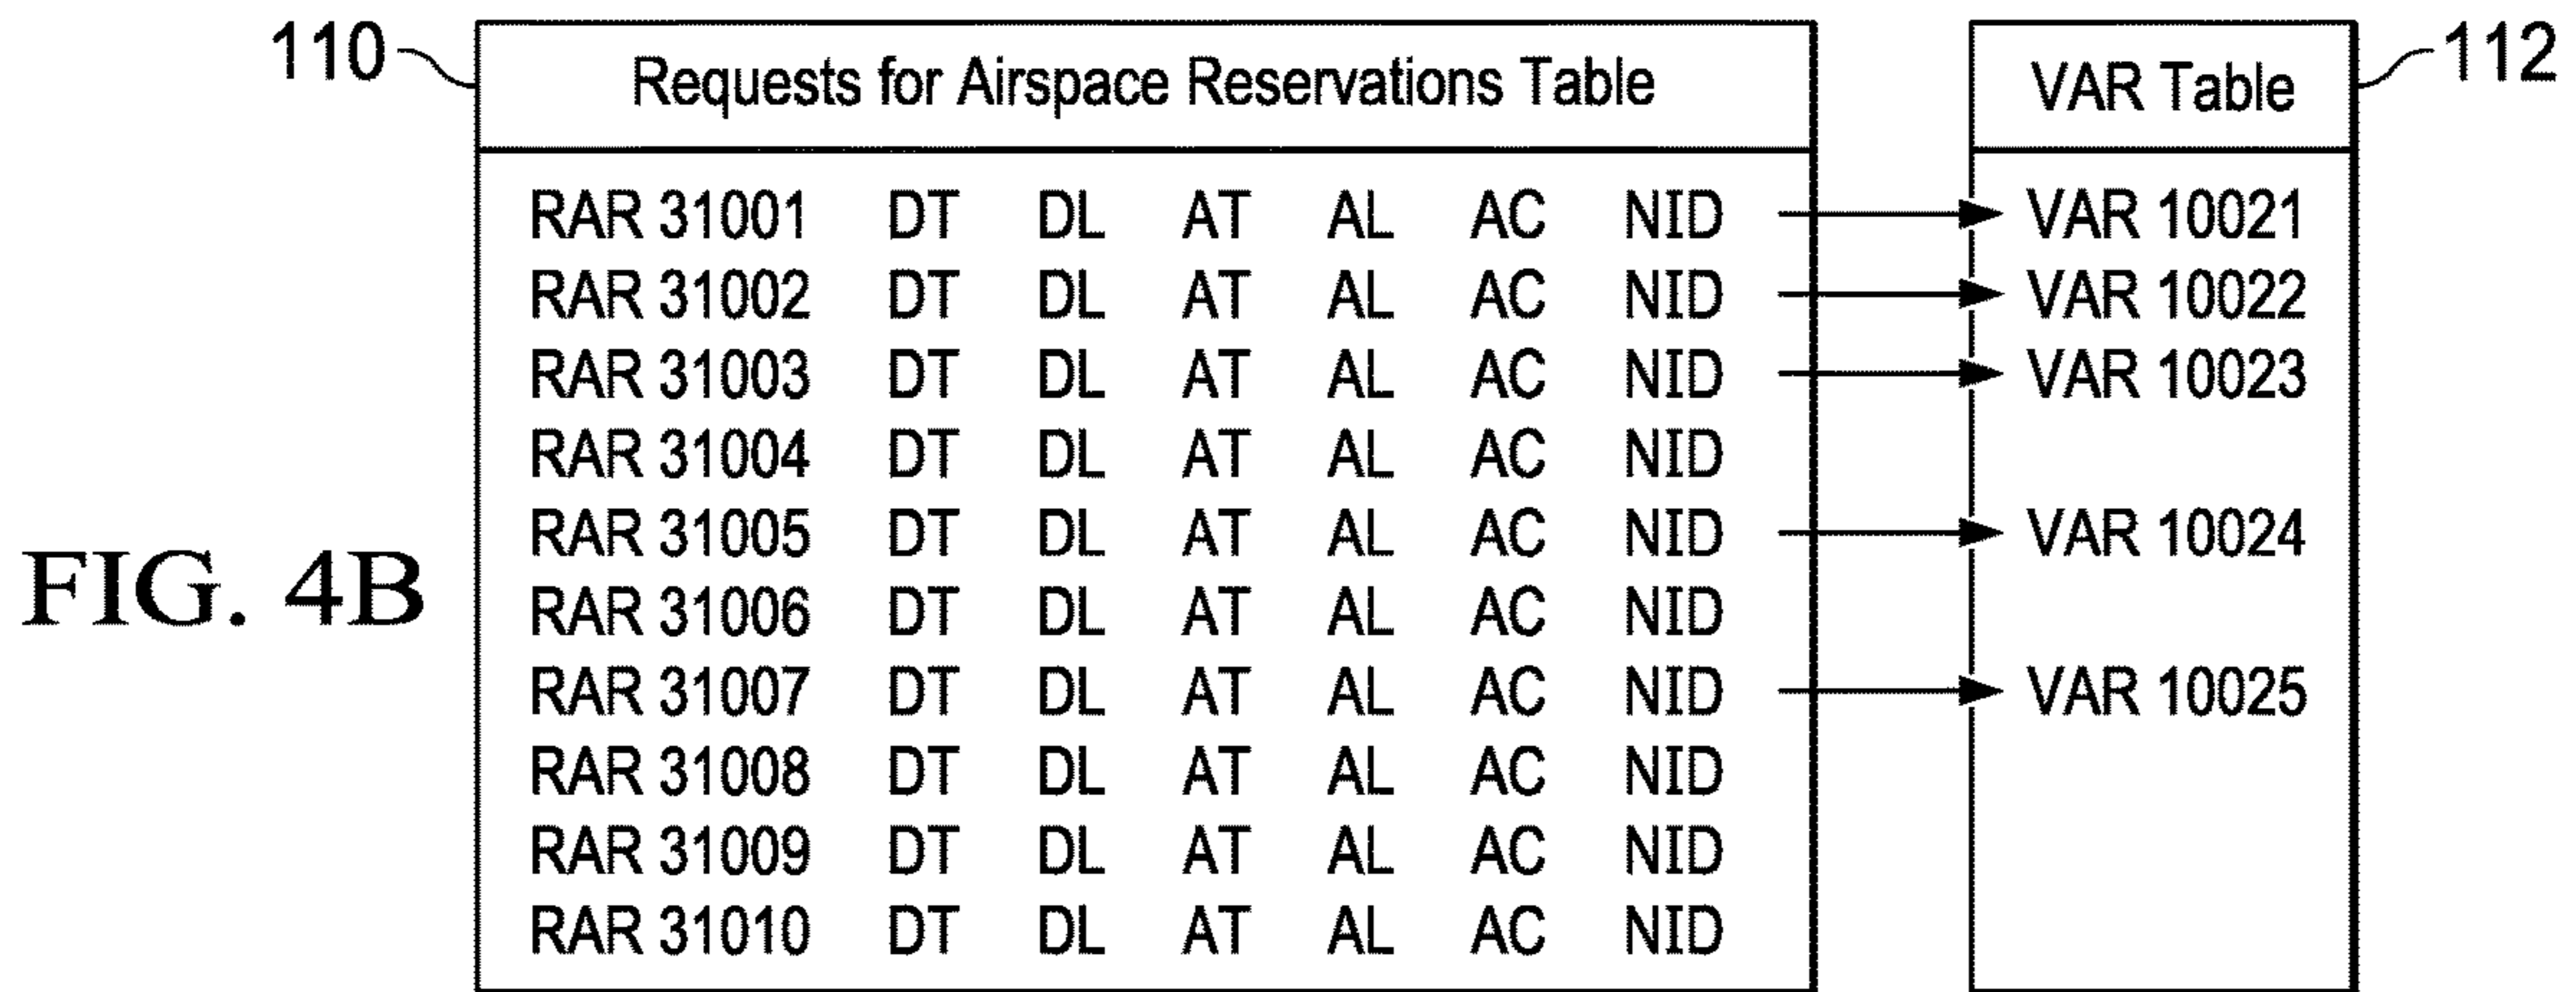 110 Requests for Airspace Reservations Table VAR Table 112
RAR 31001 DT DL AT AL AC NID VAR 10021
RAR 31002 DT DL AT AL AC NID VAR 10022
RAR 31003 DT DL AT AL AC NID VAR 10023
RAR 31004 DT DL AT AL AC NID
RAR 31005 DT DL AT AL AC NID VAR 10024
RAR 31006 DT DL AT AL AC NID
RAR 31007 DT DL AT AL AC NID VAR 10025
RAR 31008 DT DL AT AL AC NID
RAR 31009 DT DL AT AL AC NID
RAR 31010 DT DL AT AL AC NID
FIG. 4B